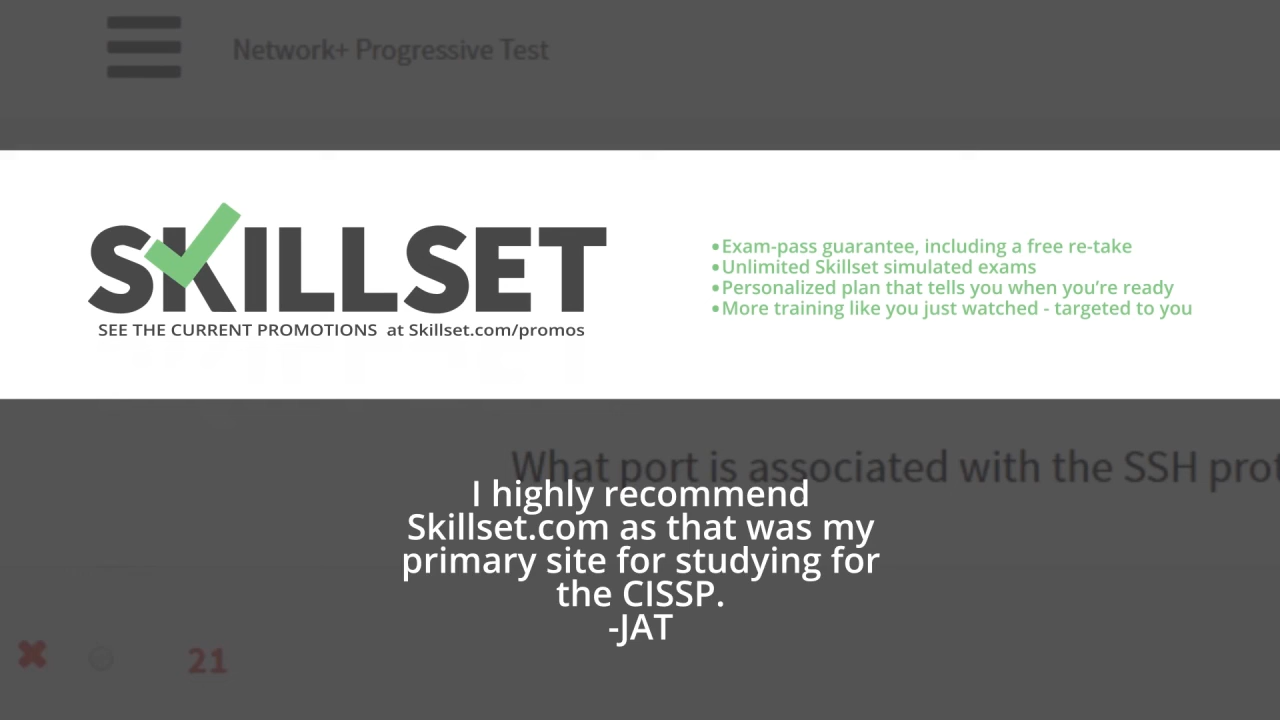 Network+ Progressive Test
SKILLSET
SEE THE CURRENT PROMOTIONS at Skillset.com/promos
•Exam-pass guarantee, including a free re-take
•Unlimited Skillset simulated exams
•Personalized plan that tells you when you’re ready
•More training like you just watched - targeted to you
What port is associated with the SSH prot
I highly recommend
Skillset.com as that was my
primary site for studying for
the CISSP.
-JAT
21